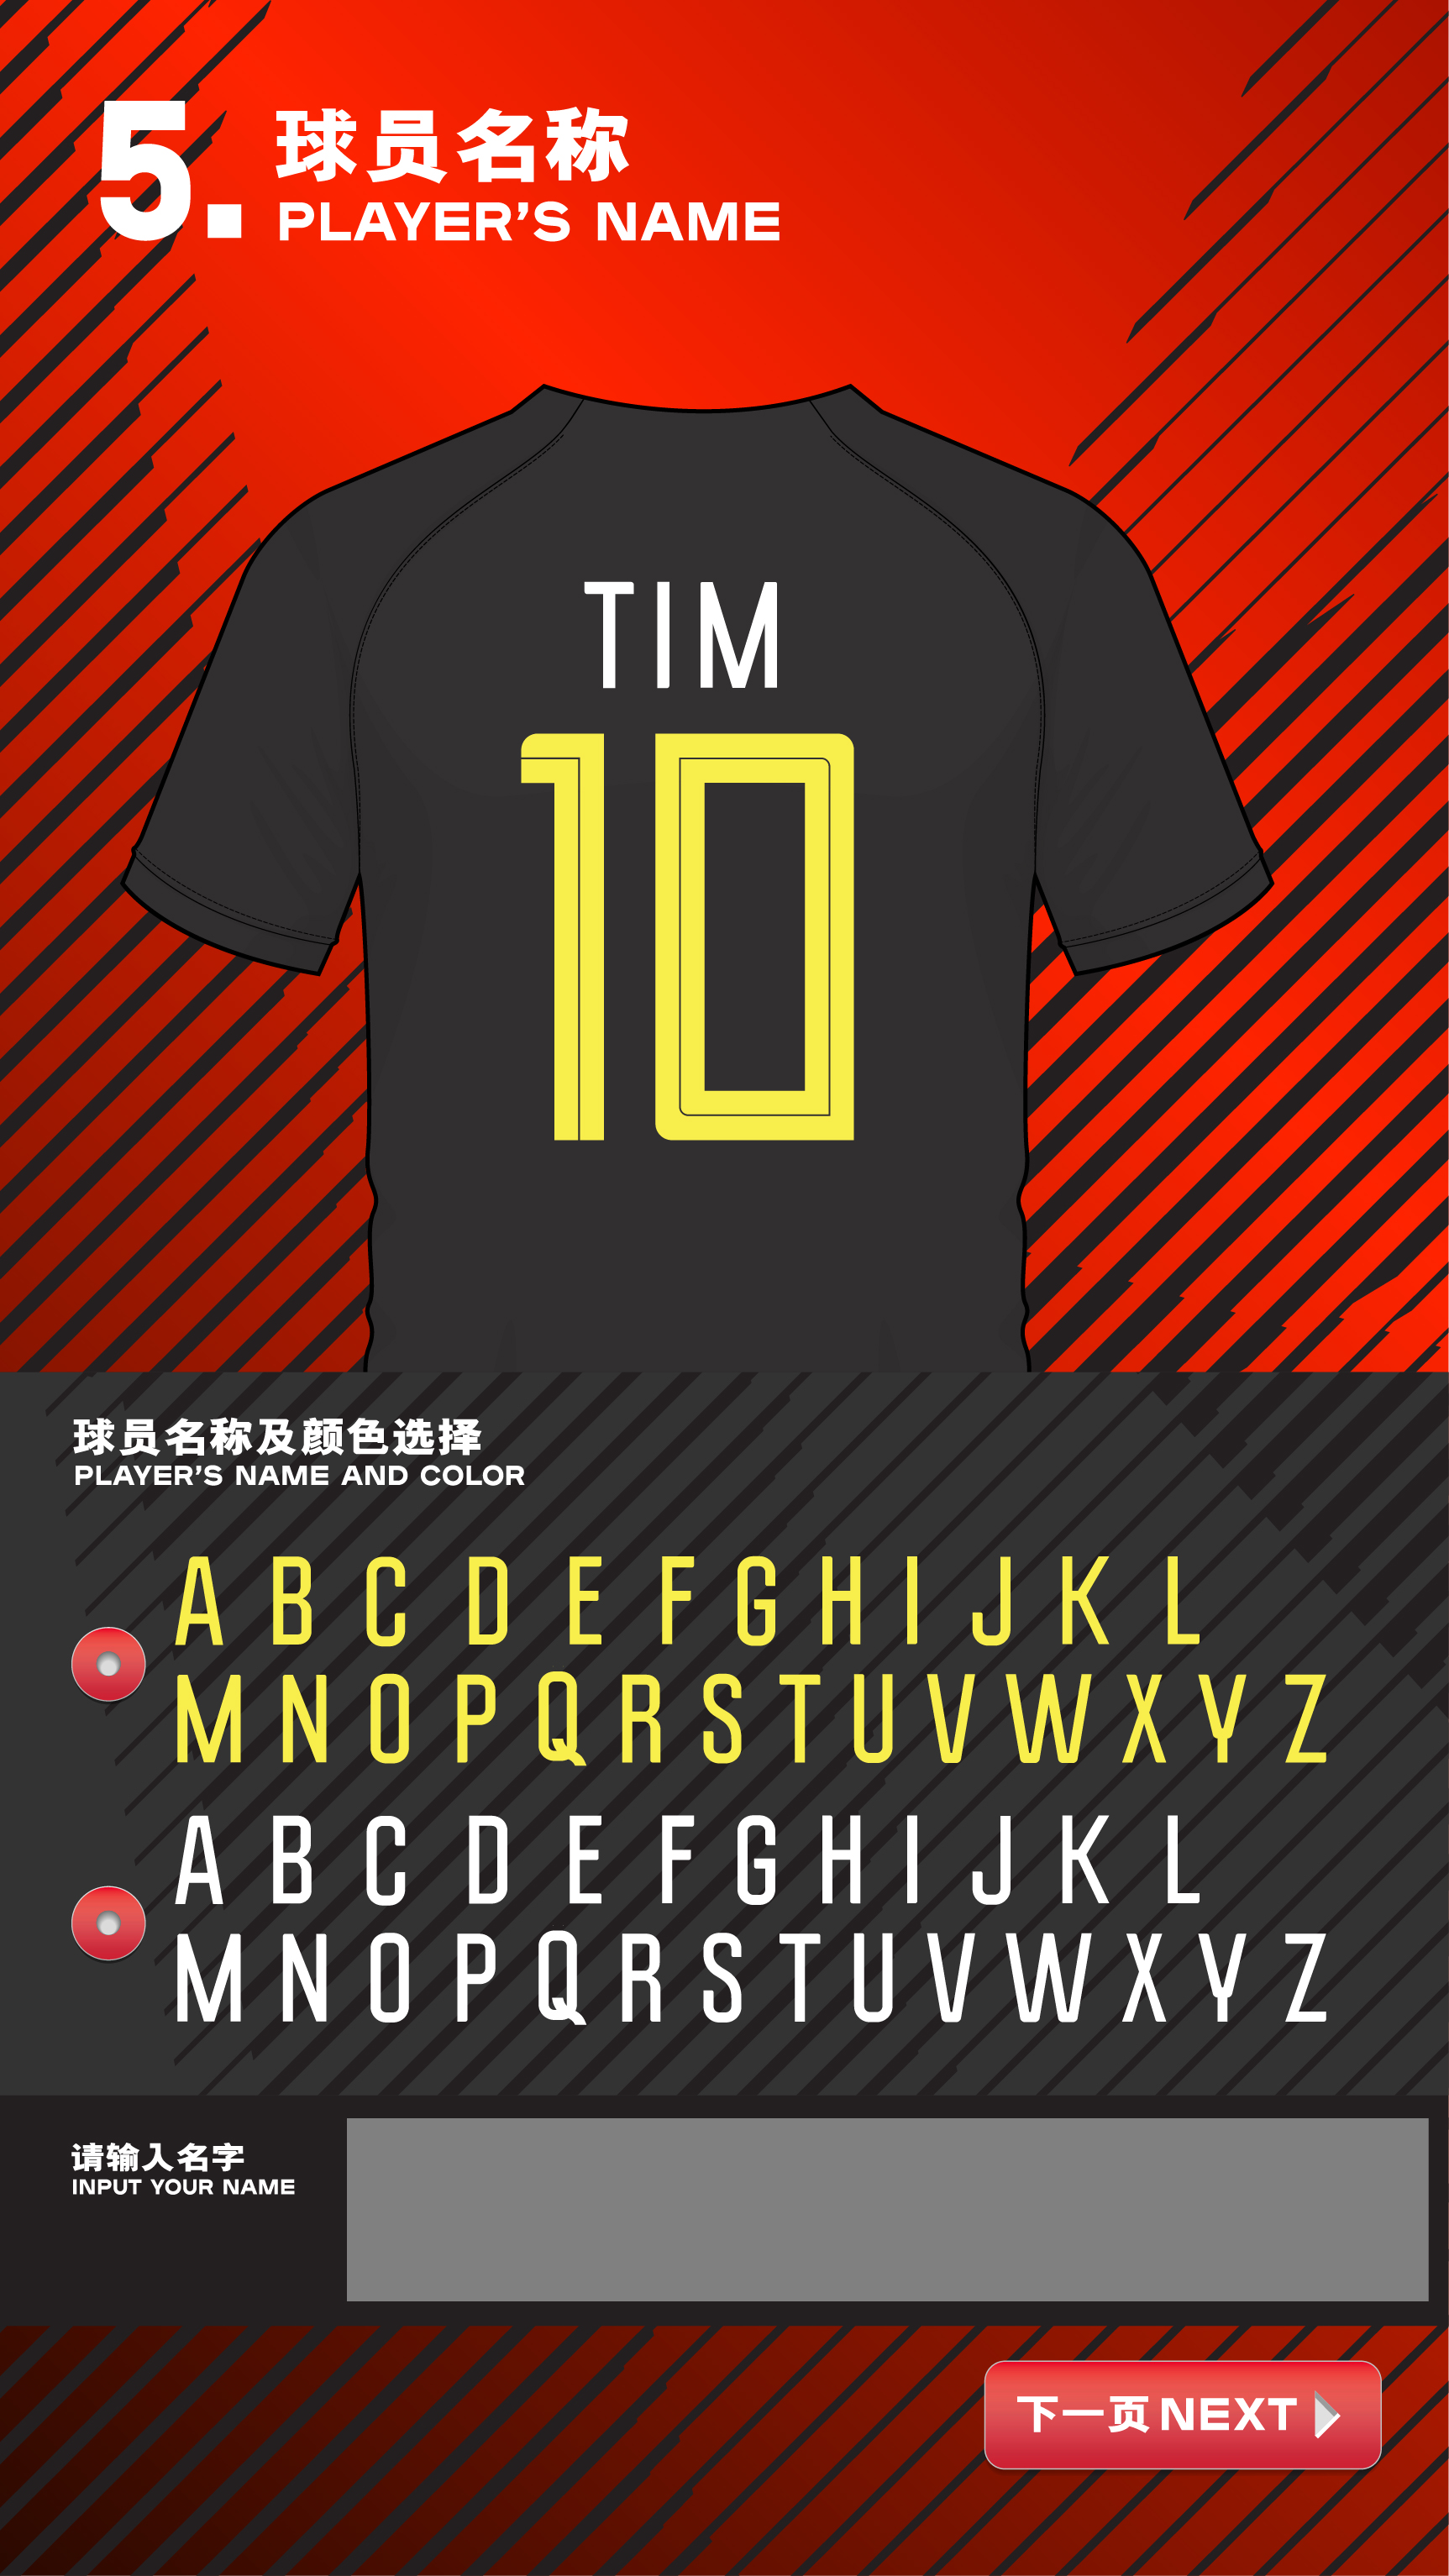 5. 球员名称
PLAYER'S NAME
TIM
10
球员名称及颜色选择
PLAYER'S NAME AND COLOR
A B C D E F G H I J K L
M N O P Q R S T U V W X Y Z
A B C D E F G H I J K L
M N O P Q R S T U V W X Y Z
请输入名字
INPUT YOUR NAME
下一页 NEXT